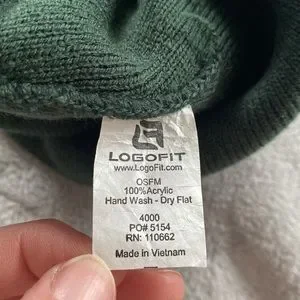 LOGOFIT
www.LogoFit.com
OSFM
100%Acrylic
Hand Wash - Dry Flat
4000
PO# 5154
RN: 110662
Made in Vietnam